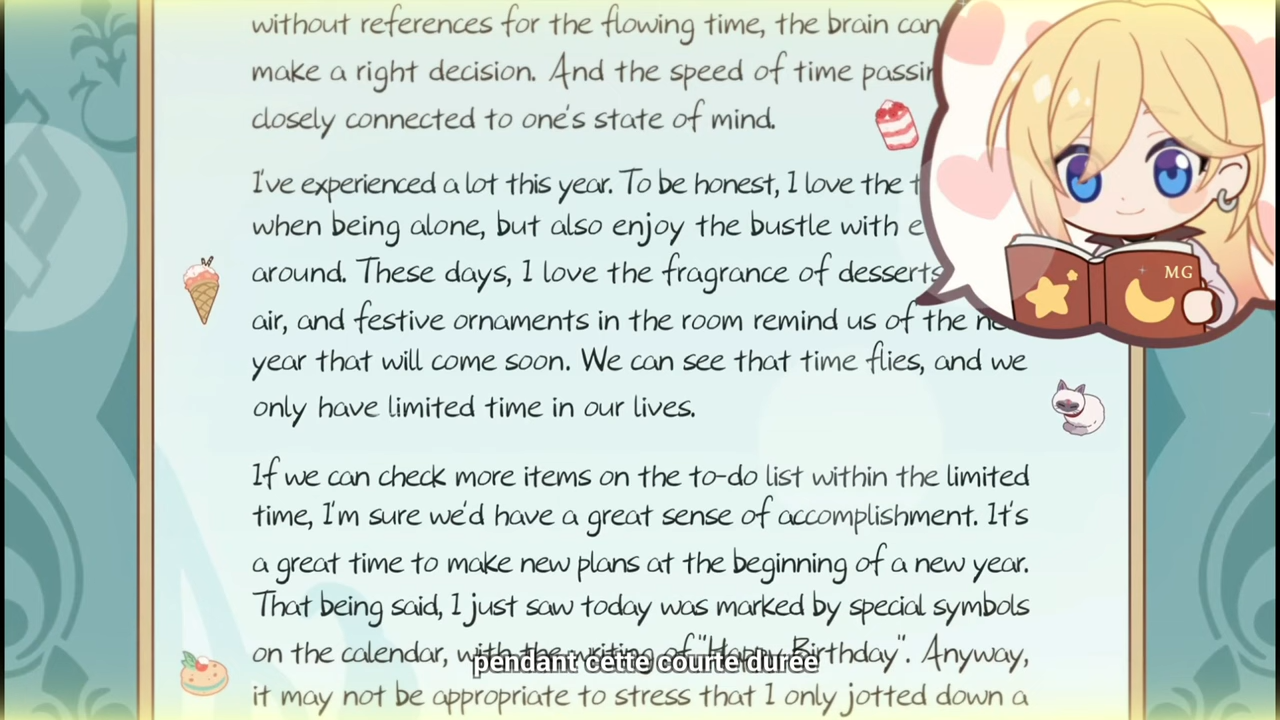 without references for the flowing time, the brain can
make a right decision. And the speed of time
closely connected to one's state of mind.
I've experienced a lot this year. To be honest, I love the
when being alone, but also enjoy the bustle with
around. These days, I love the fragrance of desserts
air, and festive ornaments in the room remind us of the
year that will come soon. We can see that time flies, and we
only have limited time in our lives.
If we can check more items on the to-do list within the limited
time, I'm sure we'd have a great sense of accomplishment. It's
a great time to make new plans at the beginning of a new year.
That being said, I just saw today was marked by special symbols
on the calendar, with the writing of "Happy Birthday". Anyway,
pendant cette courte durée
it may not be appropriate to stress that I only jotted down a
MG